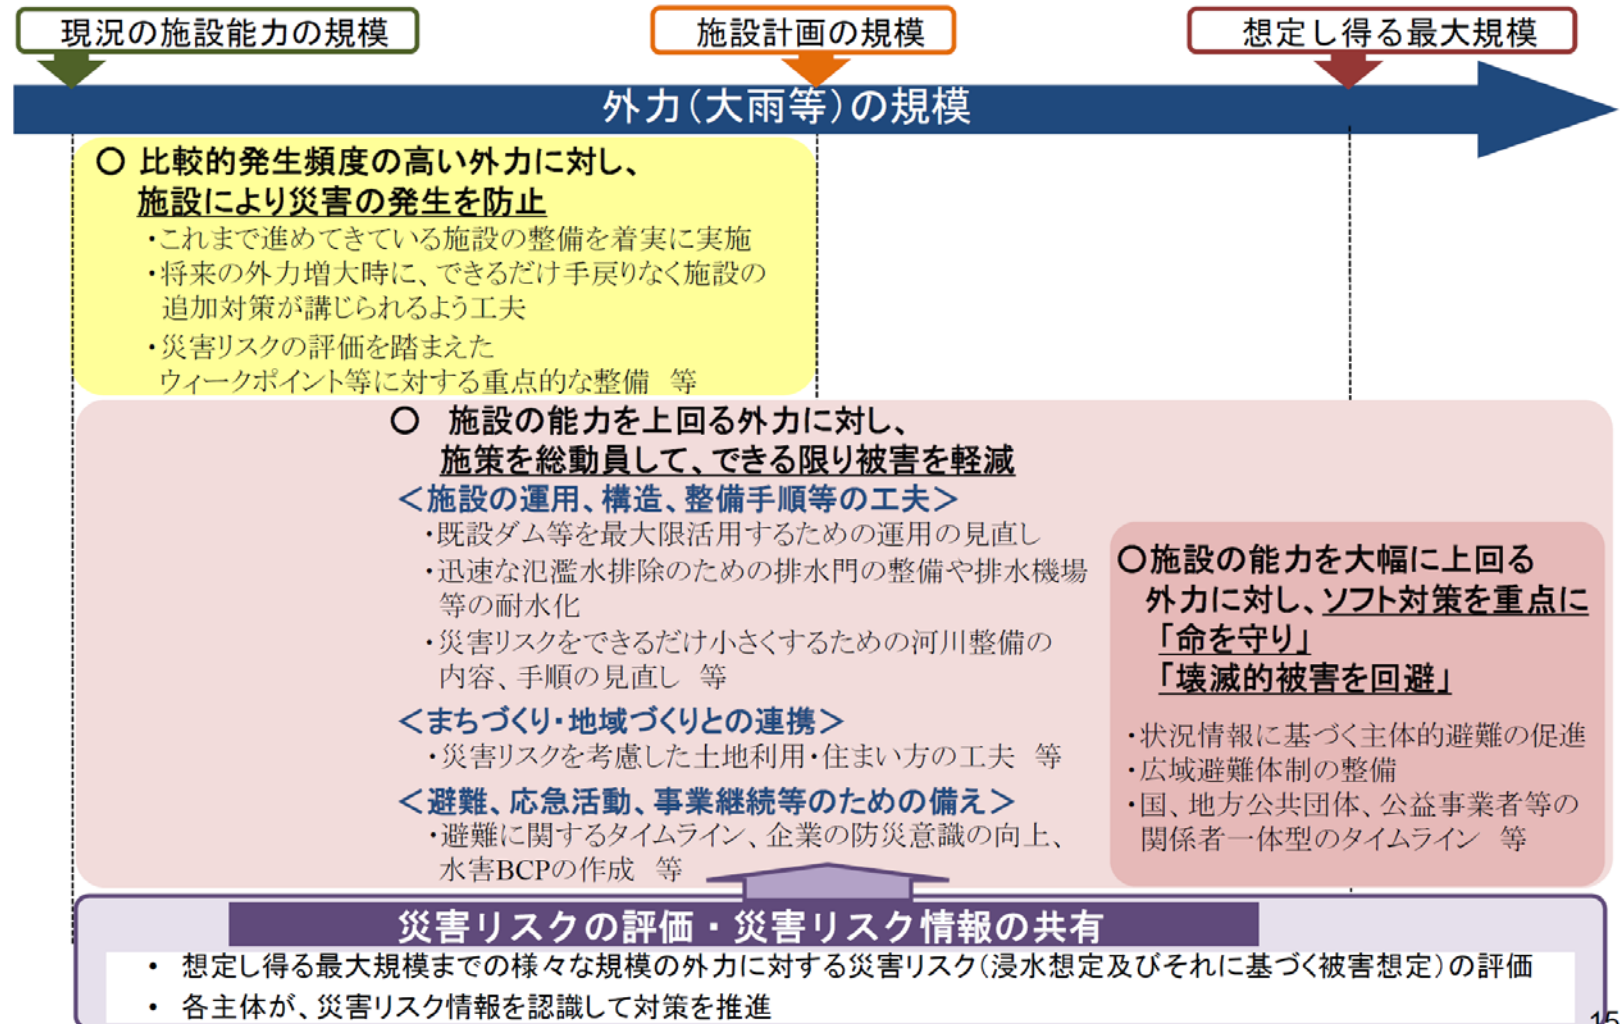 現況の施設能力の規模
施設計画の規模
想定し得る最大規模
外力(大雨等)の規模
○ 比較的発生頻度の高い外力に対し、
施設により災害の発生を防止
・これまで進めてきている施設の整備を着実に実施
・将来の外力増大時に、できるだけ手戻りなく施設の
追加対策が講じられるよう工夫
・災害リスクの評価を踏まえた
ウィークポイント等に対する重点的な整備 等
○ 施設の能力を上回る外力に対し、
施策を総動員して、できる限り被害を軽減
<施設の運用、構造、整備手順等の工夫>
・既設ダム等を最大限活用するための運用の見直し
・迅速な氾濫水排除のための排水門の整備や排水機場
等の耐水化
・災害リスクをできるだけ小さくするための河川整備の
内容、手順の見直し 等
<まちづくり・地域づくりとの連携>
・災害リスクを考慮した土地利用・住まい方の工夫 等
<避難、応急活動、事業継続等のための備え>
・避難に関するタイムライン、企業の防災意識の向上、
水害BCPの作成 等
○施設の能力を大幅に上回る
外力に対し、ソフト対策を重点に
「命を守り」
「壊滅的被害を回避」
・状況情報に基づく主体的避難の促進
・広域避難体制の整備
・国、地方公共団体、公益事業者等の
関係者一体型のタイムライン 等
災害リスクの評価・災害リスク情報の共有
• 想定し得る最大規模までの様々な規模の外力に対する災害リスク(浸水想定及びそれに基づく被害想定)の評価
• 各主体が、災害リスク情報を認識して対策を推進
15